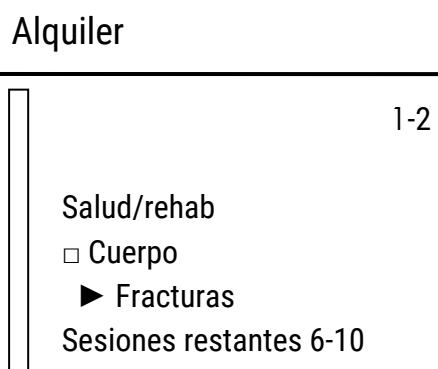 Alquiler
1-2
Salud/rehab
□ Cuerpo
► Fracturas
Sesiones restantes 6-10